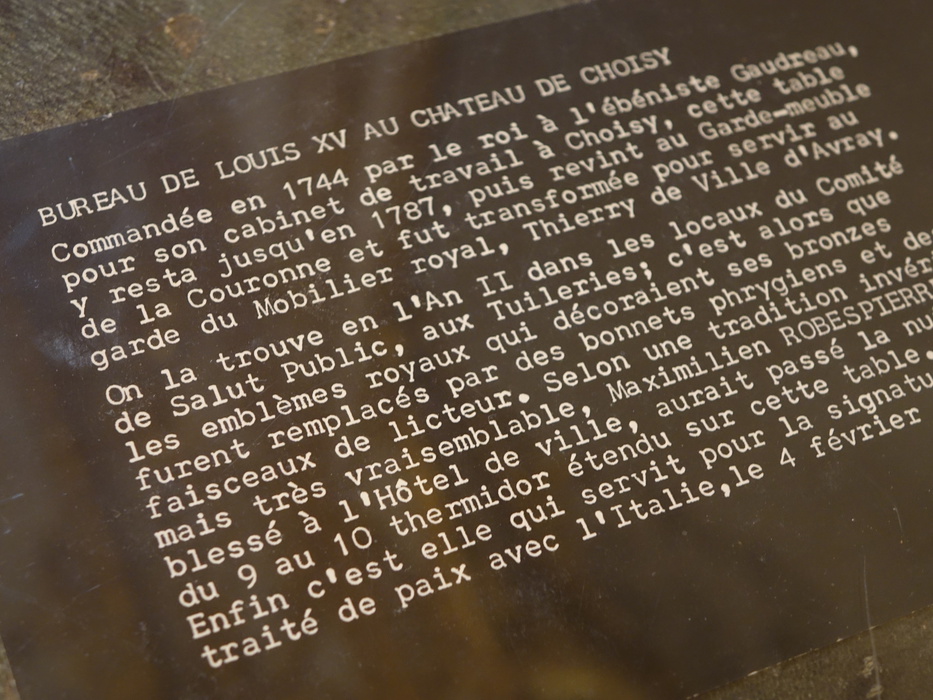 BUREAU DE LOUIS XV AU CHATEAU DE CHOISY
Commandée en 1744 par le roi à l'ébéniste Gaudreau,
pour son cabinet de travail à Choisy, cette table
y resta jusqu'en 1787, puis revint au Garde-meuble
de la Couronne et fut transformée pour servir au
garde du Mobilier royal, Thierry de Ville d'Avray.
On la trouve en l'An II dans les locaux du Comité
de Salut Public, aux Tuileries; c'est alors que
les emblèmes royaux qui décoraient ses bronzes
furent remplacés par des bonnets phrygiens et
faisceaux de licteur. Selon une tradition
mais très vraisemblable, Maximilien
blessé à l'Hôtel de ville, aurait passé la
du 9 au 10 thermidor étendu sur cette table.
Enfin c'est elle qui servit pour la
traité de paix avec l'Italie,le 4 février